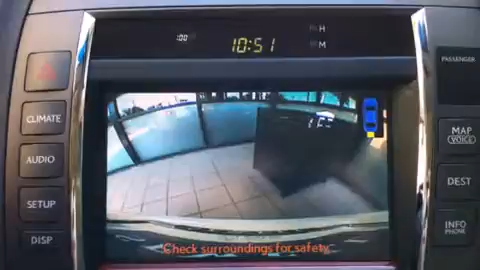 :00
10:51
H
M
PASSENGER
CLIMATE
AUDIO
SETUP
DISP
MAP
VOICE
DEST
INFO
PHONE
Check surroundings for safety.